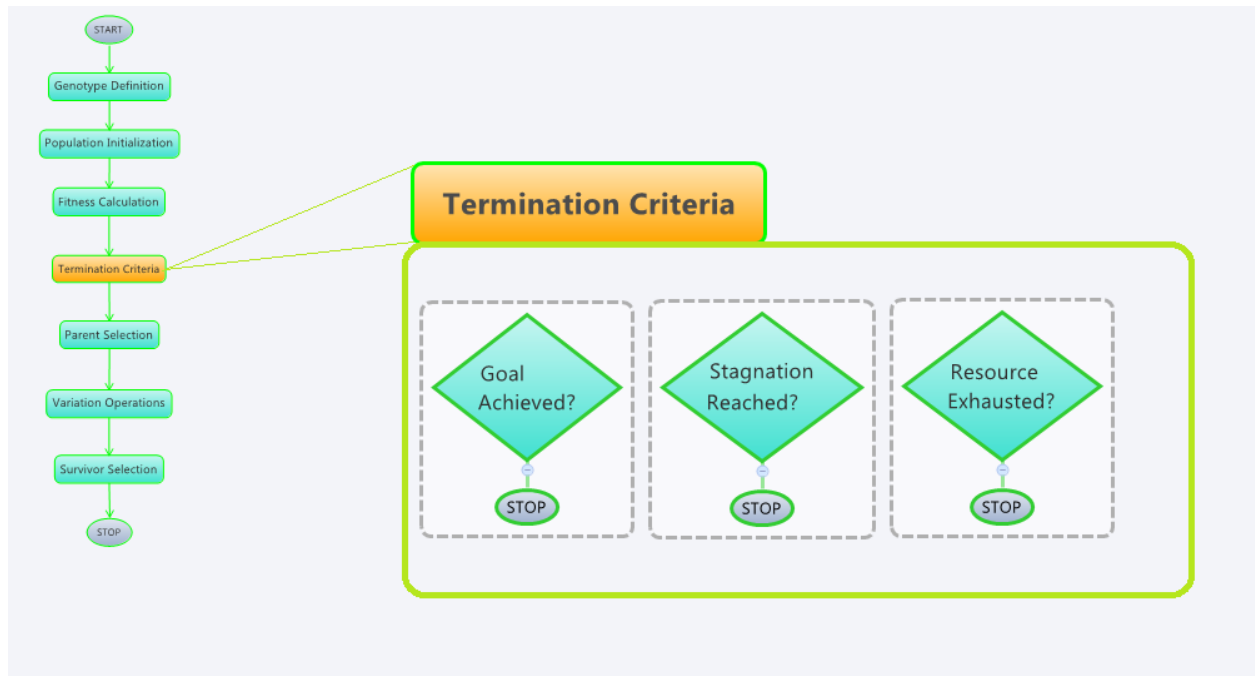 START
Genotype Definition
Population Initialization
Fitness Calculation
Termination Criteria
Parent Selection
Variation Operations
Survivor Selection
STOP
Termination Criteria
Goal
Achieved?
STOP
Stagnation
Reached?
STOP
Resource
Exhausted?
STOP